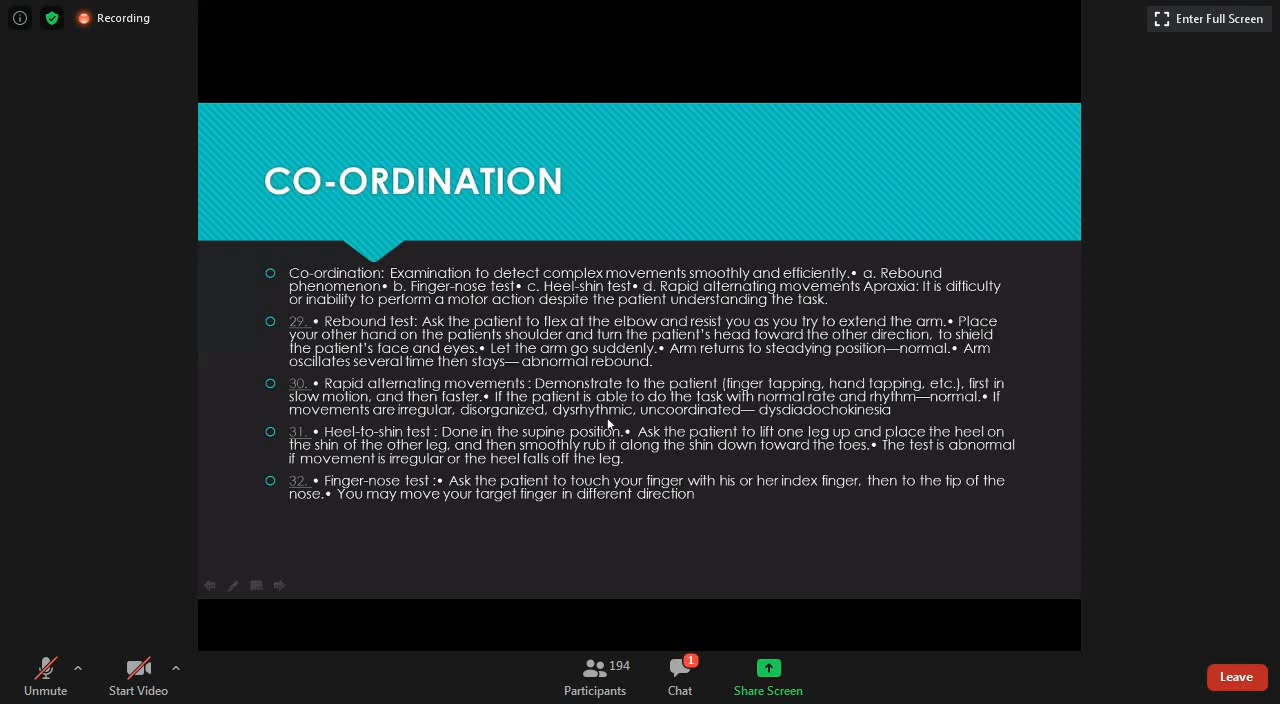 Recording
Enter Full Screen
CO-ORDINATION
Co-ordination: Examination to detect complex movements smoothly and efficiently.• a. Rebound
phenomenon• b. Finger-nose test• c. Heel-shin test• d. Rapid alternating movements Apraxia: It is difficulty
or inability to perform a motor action despite the patient understanding the task.
29. • Rebound test: Ask the patient to flex at the elbow and resist you as you try to extend the arm.• Place
your other hand on the patients shoulder and turn the patient’s head toward the other direction, to shield
the patient’s face and eyes.• Let the arm go suddenly.• Arm returns to steadying position—normal.• Arm
oscillates several time then stays— abnormal rebound.
30. • Rapid alternating movements : Demonstrate to the patient (finger tapping, hand tapping, etc.), first in
slow motion, and then faster.• If the patient is able to do the task with normal rate and rhythm—normal.• If
movements are irregular, disorganized, dysrhythmic, uncoordinated— dysdiadochokinesia
31. • Heel-to-shin test : Done in the supine position.• Ask the patient to lift one leg up and place the heel on
the shin of the other leg, and then smoothly rub it along the shin down toward the toes.• The test is abnormal
if movement is irregular or the heel falls off the leg.
32. • Finger-nose test :• Ask the patient to touch your finger with his or her index finger, then to the tip of the
nose.• You may move your target finger in different direction
194
1
Unmute
Start Video
Participants
Chat
Share Screen
Leave